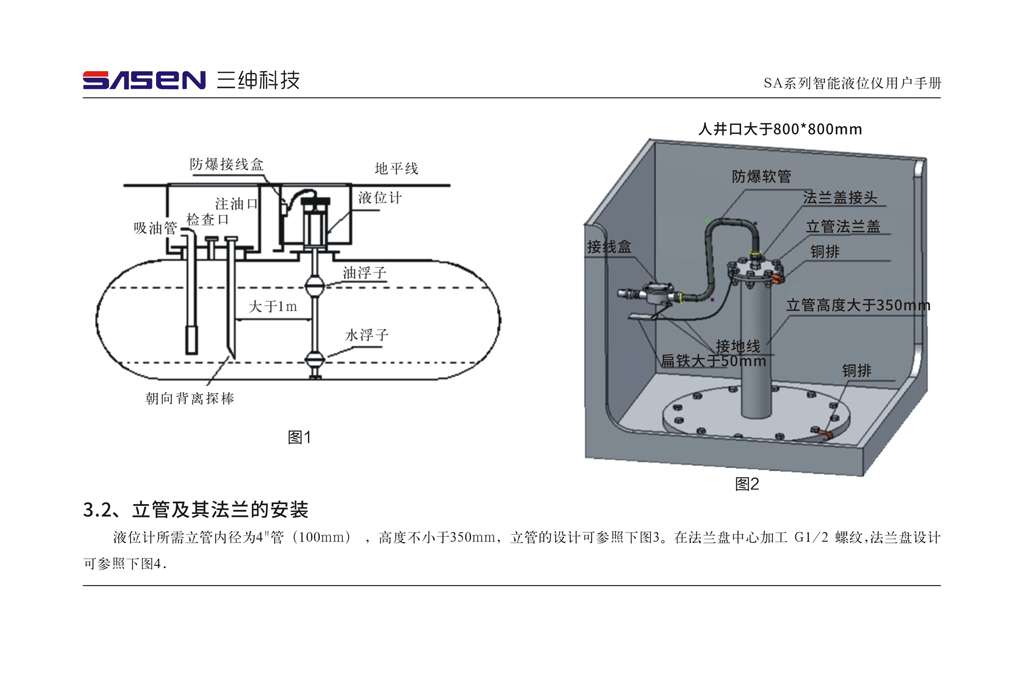 SASEN 三绅科技
SA系列智能液位仪用户手册
防爆接线盒
地平线
注油口
液位计
吸油管
检查口
油浮子
大于1m
水浮子
朝向背离探棒
图1
人井口大于800*800mm
防爆软管
法兰盖接头
立管法兰盖
接线盒
铜排
立管高度大于350mm
接地线
扁铁大于50mm
铜排
图2
3.2、立管及其法兰的安装
液位计所需立管内径为4"管（100mm），高度不小于350mm，立管的设计可参照下图3。在法兰盘中心加工 G1/2 螺纹,法兰盘设计
可参照下图4.